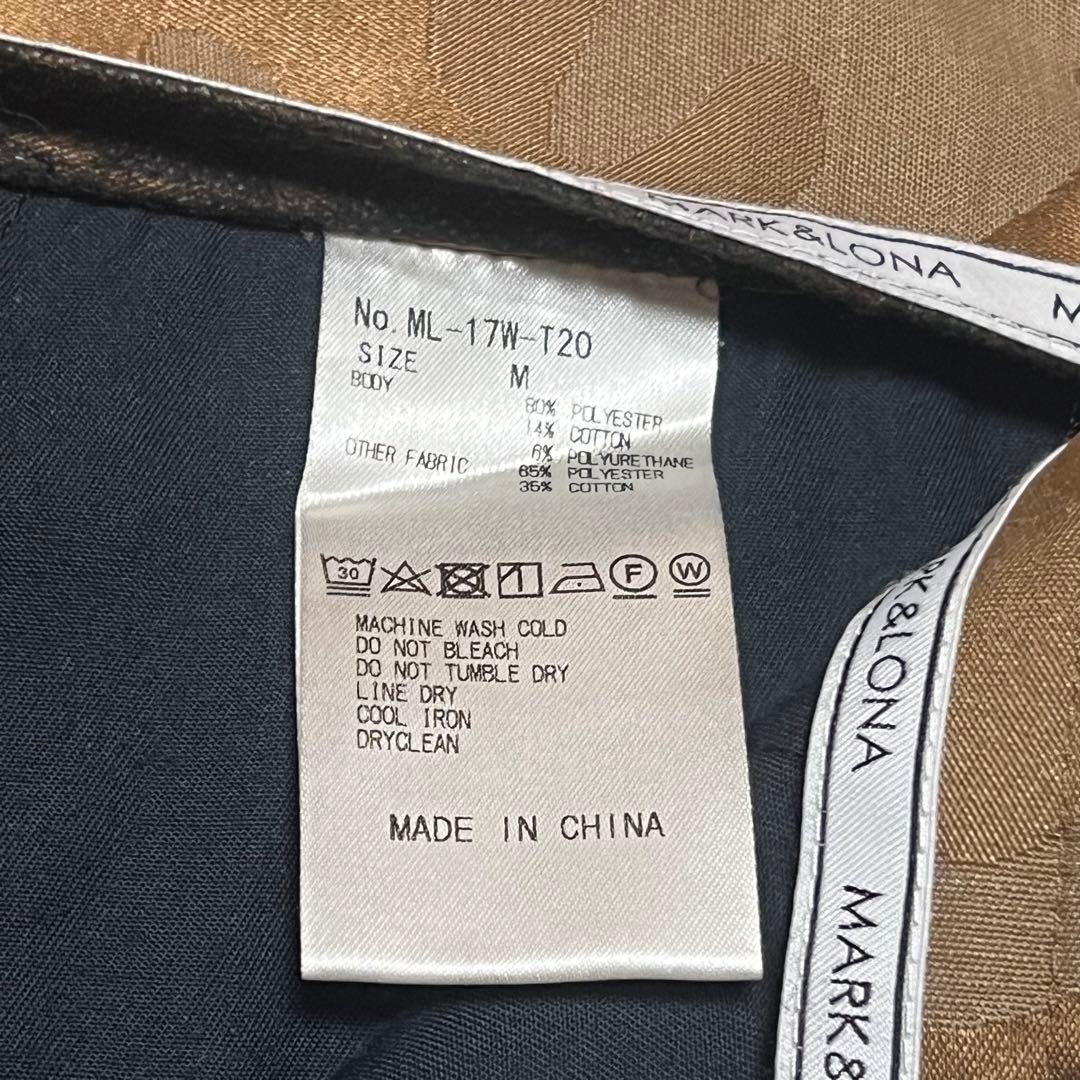 MARK&LONA
M
No. ML-17W-T20
SIZE M
BODY 80% POLYESTER
14% COTTON
6% POLYURETHANE
OTHER FABRIC 65% POLYESTER
35% COTTON
30 F W
MACHINE WASH COLD
DO NOT BLEACH
DO NOT TUMBLE DRY
LINE DRY
COOL IRON
DRYCLEAN
MADE IN CHINA
RK&LONA
MARK&